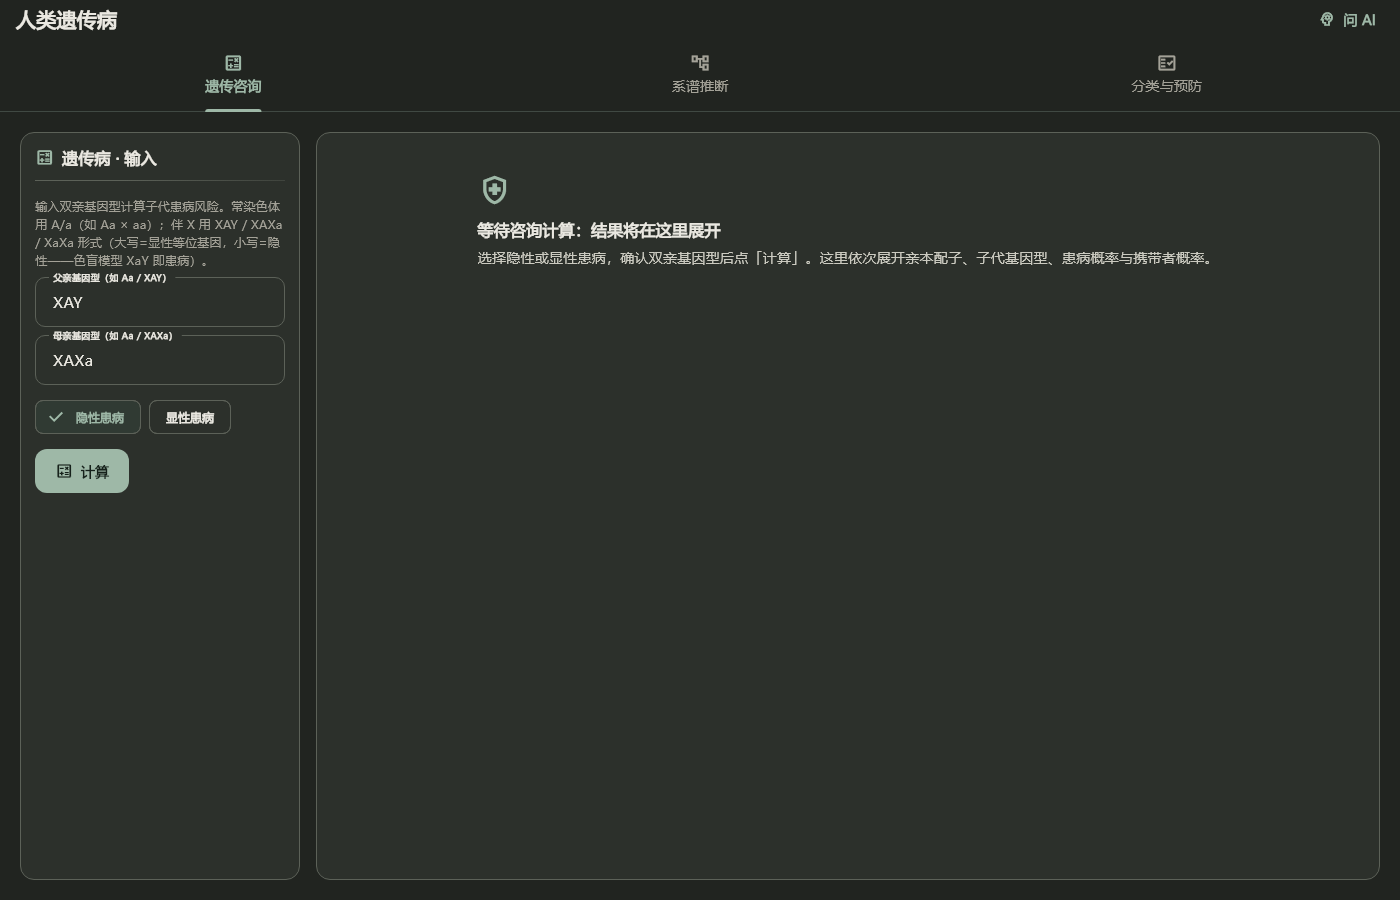 人类遗传病
问 AI
遗传咨询
系谱推断
分类与预防
遗传病 · 输入
输入双亲基因型计算子代患病风险。常染色体
用 A/a（如 Aa × aa）；伴 X 用 XAY / XAXa
/ XaXa 形式（大写=显性等位基因，小写=隐
性——色盲模型 XaY 即患病）。
父亲基因型（如 Aa / XAY）
XAY
母亲基因型（如 Aa / XAXa）
XAXa
隐性患病
显性患病
计算
等待咨询计算：结果将在这里展开
选择隐性或显性患病，确认双亲基因型后点「计算」。这里依次展开亲本配子、子代基因型、患病概率与携带者概率。